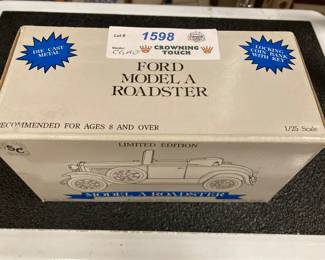 Lot #
1598
CROWNING
TOUCH
DIE CAST
METAL
LOCKING
COIN BANK
WITH KEY
FORD
MODEL A
ROADSTER
RECOMMENDED FOR AGES 8 AND OVER
1/25 Scale
SC
LIMITED EDITION
MODEL A ROADSTER